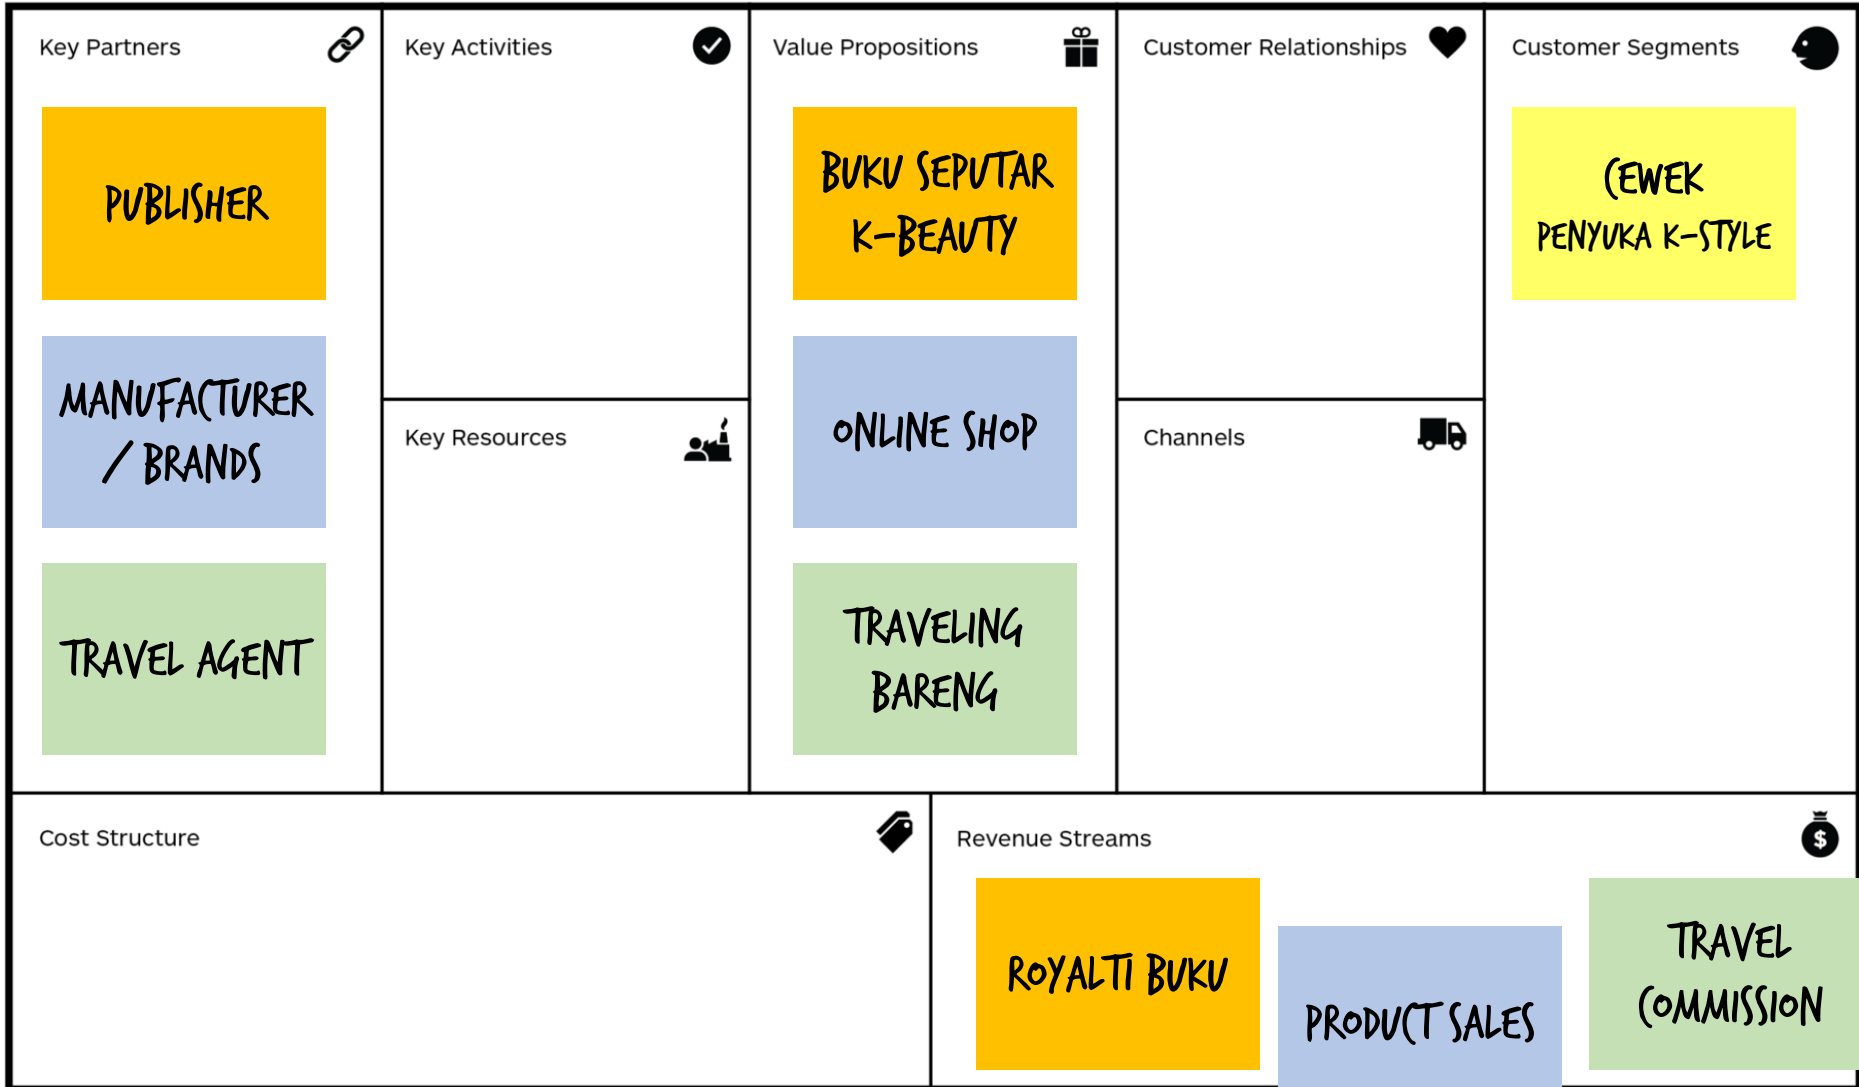 Key Partners
PUBLISHER
MANUFACTURER
/ BRANDS
TRAVEL AGENT
Key Activities
Key Resources
Value Propositions
BUKU SEPUTAR
K-BEAUTY
ONLINE SHOP
TRAVELING
BARENG
Customer Relationships
Channels
Customer Segments
CEWEK
PENYUKA K-STYLE
Cost Structure
Revenue Streams
$
ROYALTI BUKU
PRODUCT SALES
TRAVEL
COMMISSION